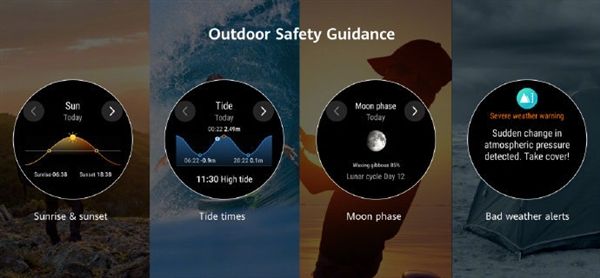 Outdoor Safety Guidance
Sun
Today
Sunrise 06:38 Sunset 18:38
Sunrise & sunset
Tide
Today
00:22 2.49m
06:22 -0.9m 20:22 0.1m
11:30 High tide
Tide times
Moon phase
Today
Waxing gibbous 85%
Lunar cycle Day 12
Moon phase
Severe weather warning
Sudden change in
atmospheric pressure
detected. Take cover!
Bad weather alerts